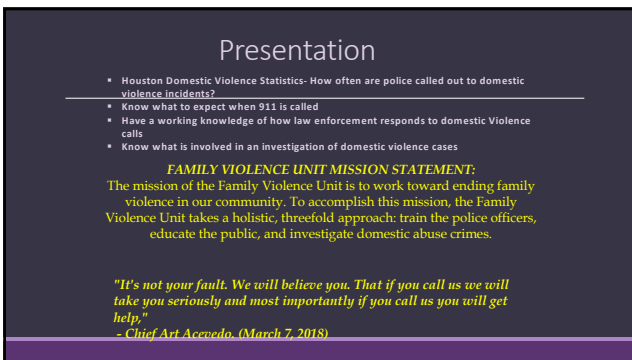 Presentation
▪ Houston Domestic Violence Statistics- How often are police called out to domestic
violence incidents?
▪ Know what to expect when 911 is called
▪ Have a working knowledge of how law enforcement responds to domestic Violence
calls
▪ Know what is involved in an investigation of domestic violence cases
FAMILY VIOLENCE UNIT MISSION STATEMENT:
The mission of the Family Violence Unit is to work toward ending family
violence in our community. To accomplish this mission, the Family
Violence Unit takes a holistic, threefold approach: train the police officers,
educate the public, and investigate domestic abuse crimes.
"It's not your fault. We will believe you. That if you call us we will
take you seriously and most importantly if you call us you will get
help,"
- Chief Art Acevedo. (March 7, 2018)